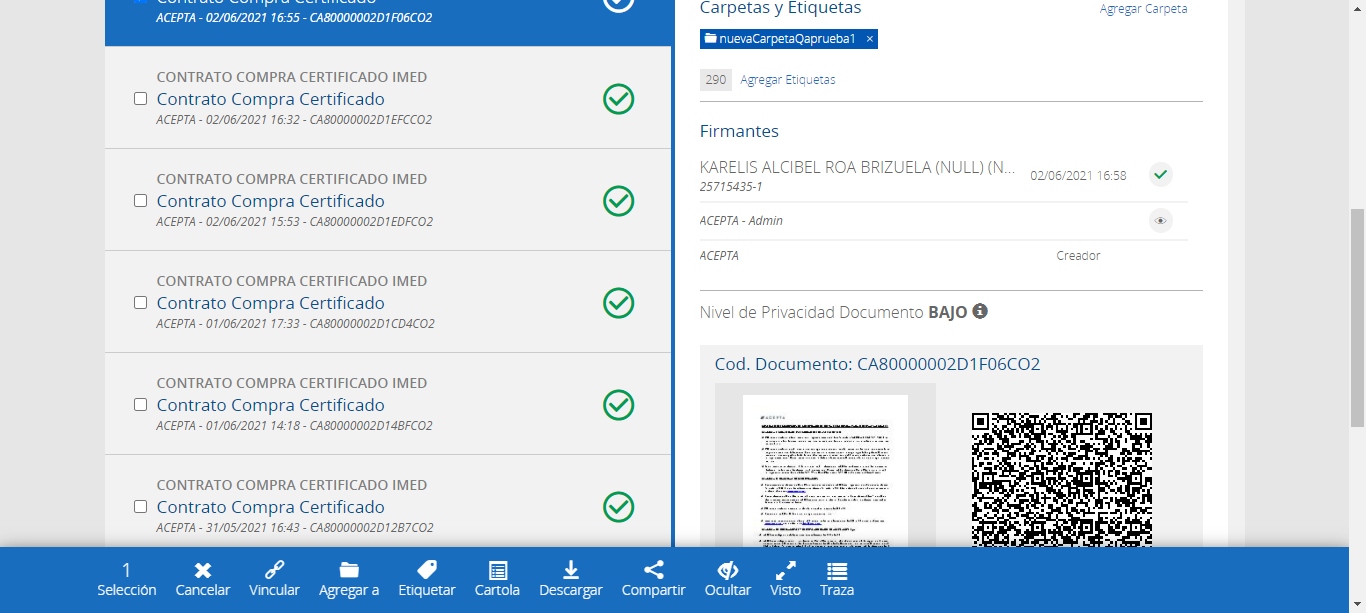 Contrato Compra Certificado
ACEPTA - 02/06/2021 16:55 - CA80000002D1F06CO2
CONTRATO COMPRA CERTIFICADO IMED
Contrato Compra Certificado
ACEPTA - 02/06/2021 16:32 - CA80000002D1EFCCO2
CONTRATO COMPRA CERTIFICADO IMED
Contrato Compra Certificado
ACEPTA - 02/06/2021 15:53 - CA80000002D1EDFCO2
CONTRATO COMPRA CERTIFICADO IMED
Contrato Compra Certificado
ACEPTA - 01/06/2021 17:33 - CA80000002D1CD4CO2
CONTRATO COMPRA CERTIFICADO IMED
Contrato Compra Certificado
ACEPTA - 01/06/2021 14:18 - CA80000002D14BFCO2
CONTRATO COMPRA CERTIFICADO IMED
Contrato Compra Certificado
ACEPTA - 31/05/2021 16:43 - CA80000002D12B7CO2
Carpetas y Etiquetas
Agregar Carpeta
nuevaCarpetaQaprueba1 ×
290 Agregar Etiquetas
Firmantes
KARELIS ALCIBEL ROA BRIZUELA (NULL) (N... 02/06/2021 16:58
25715435-1
ACEPTA - Admin
ACEPTA Creador
Nivel de Privacidad Documento BAJO
Cod. Documento: CA80000002D1F06CO2
ACEPTA
1
Selección Cancelar Vincular Agregar a Etiquetar Cartola Descargar Compartir Ocultar Visto Traza